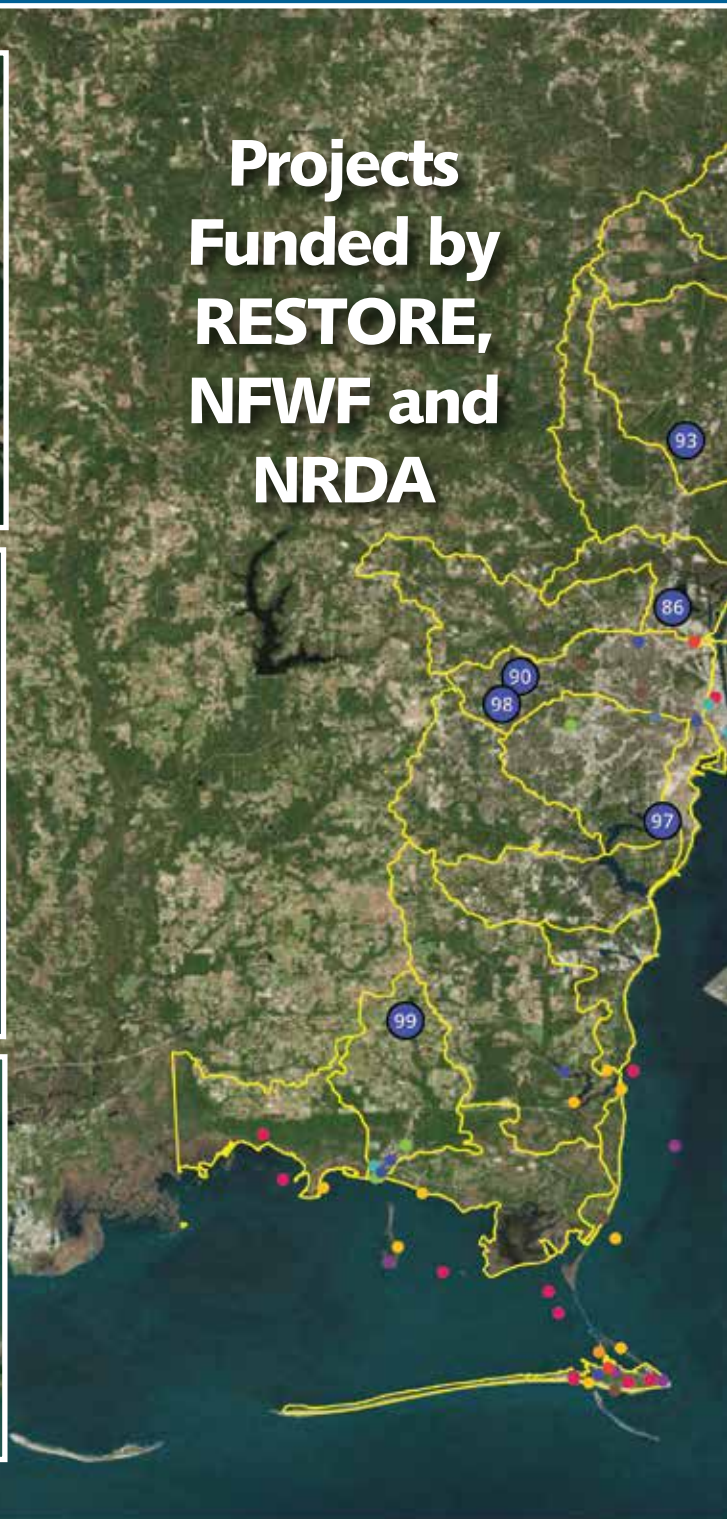 Projects
Funded by
RESTORE,
NFWF and
NRDA
93
86
90
98
97
99